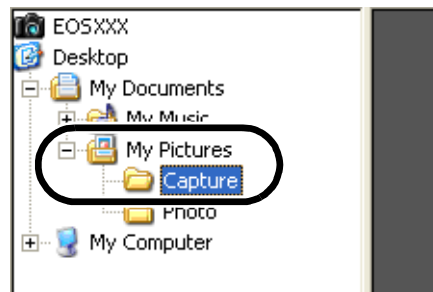 EOSXXX
Desktop
My Documents
My Music
My Pictures
Capture
Photo
My Computer